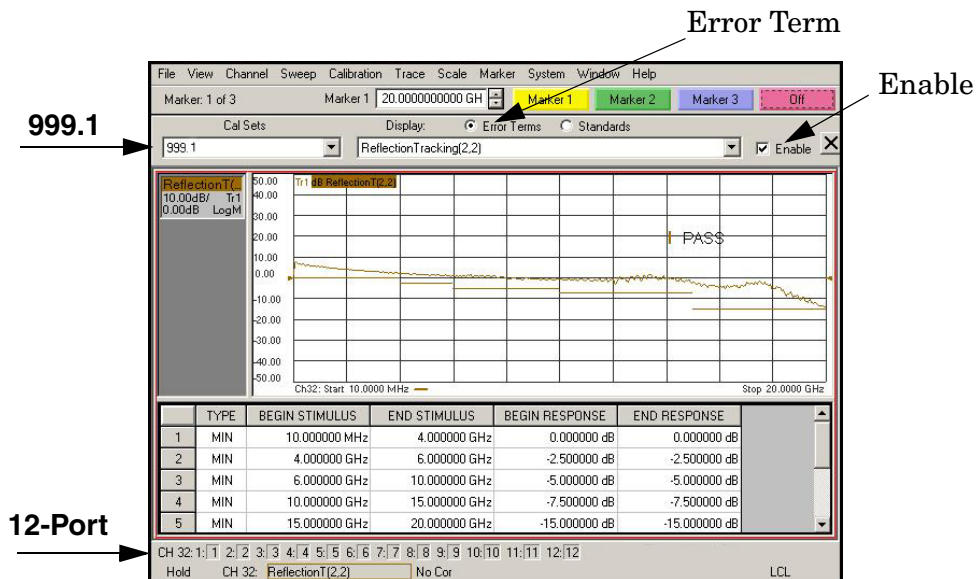 Error Term
Enable
999.1
12-Port
File View Channel Sweep Calibration Trace Scale Marker System Window Help
Marker: 1 of 3 Marker 1 20.0000000000 GH Marker 1 Marker 2 Marker 3 Off
Cal Sets Display: Error Terms Standards
999.1 ReflectionTracking(2,2) Enable
ReflectionT(...
10.00dB/ Tr1
0.00dB LogM
Tr1 dB ReflectionT(2,2)
50.00
40.00
30.00
20.00
10.00
0.00
-10.00
-20.00
-30.00
-40.00
-50.00
PASS
Ch32: Start 10.0000 MHz Stop 20.0000 GHz
TYPE BEGIN STIMULUS END STIMULUS BEGIN RESPONSE END RESPONSE
1 MIN 10.000000 MHz 4.000000 GHz 0.000000 dB 0.000000 dB
2 MIN 4.000000 GHz 6.000000 GHz -2.500000 dB -2.500000 dB
3 MIN 6.000000 GHz 10.000000 GHz -5.000000 dB -5.000000 dB
4 MIN 10.000000 GHz 15.000000 GHz -7.500000 dB -7.500000 dB
5 MIN 15.000000 GHz 20.000000 GHz -15.000000 dB -15.000000 dB
CH 32: 1: 1 2: 2 3: 3 4: 4 5: 5 6: 6 7: 7 8: 8 9: 9 10: 10 11: 11 12: 12
Hold CH 32: ReflectionT(2,2) No Cor LCL